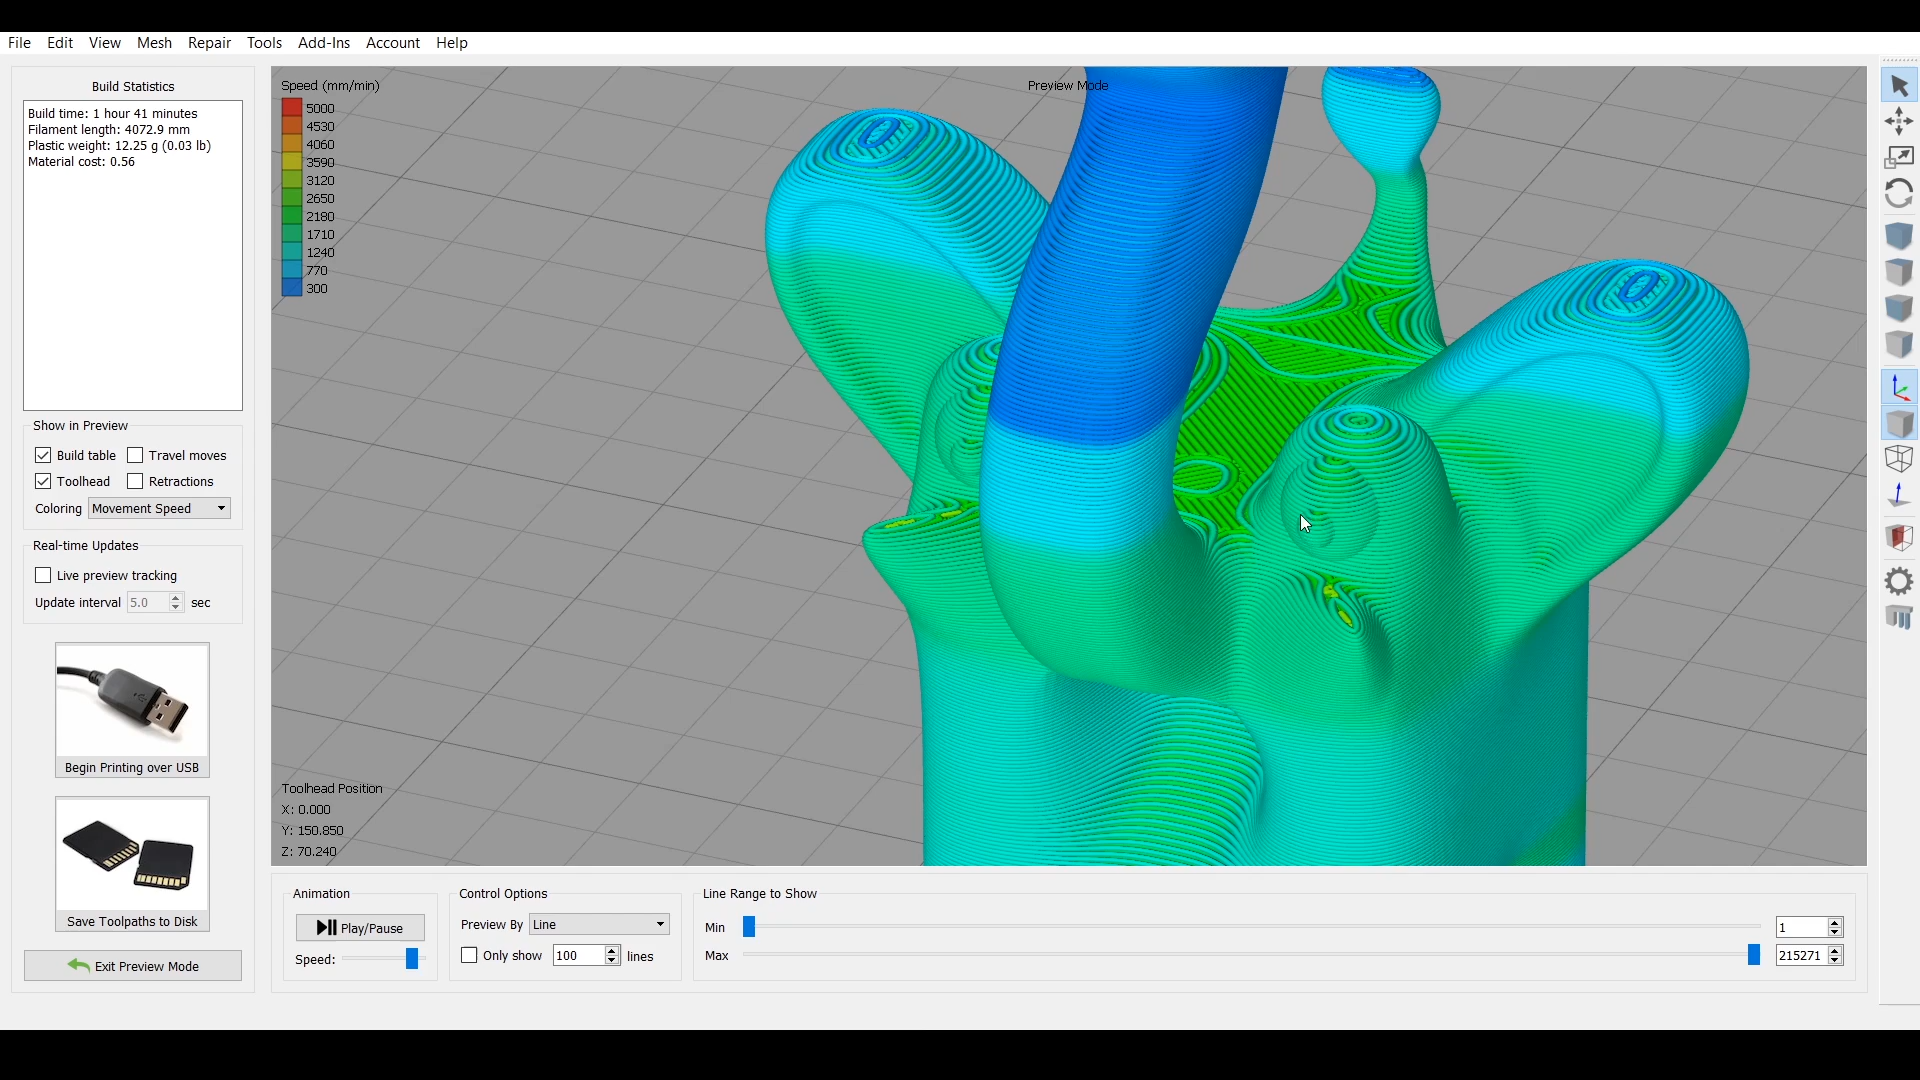 File Edit View Mesh Repair Tools Add-Ins Account Help
Build Statistics
Build time: 1 hour 41 minutes
Filament length: 4072.9 mm
Plastic weight: 12.25 g (0.03 lb)
Material cost: 0.56
Show in Preview
Build table Travel moves
Toolhead Retractions
Coloring Movement Speed
Real-time Updates
Live preview tracking
Update interval 5.0 sec
Begin Printing over USB
Save Toolpaths to Disk
Exit Preview Mode
Speed (mm/min)
5000
4530
4060
3590
3120
2650
2180
1710
1240
770
300
Preview Mode
Toolhead Position
X: 0.000
Y: 150.850
Z: 70.240
Animation
Play/Pause
Speed:
Control Options
Preview By Line
Only show 100 lines
Line Range to Show
Min 1
Max 215271